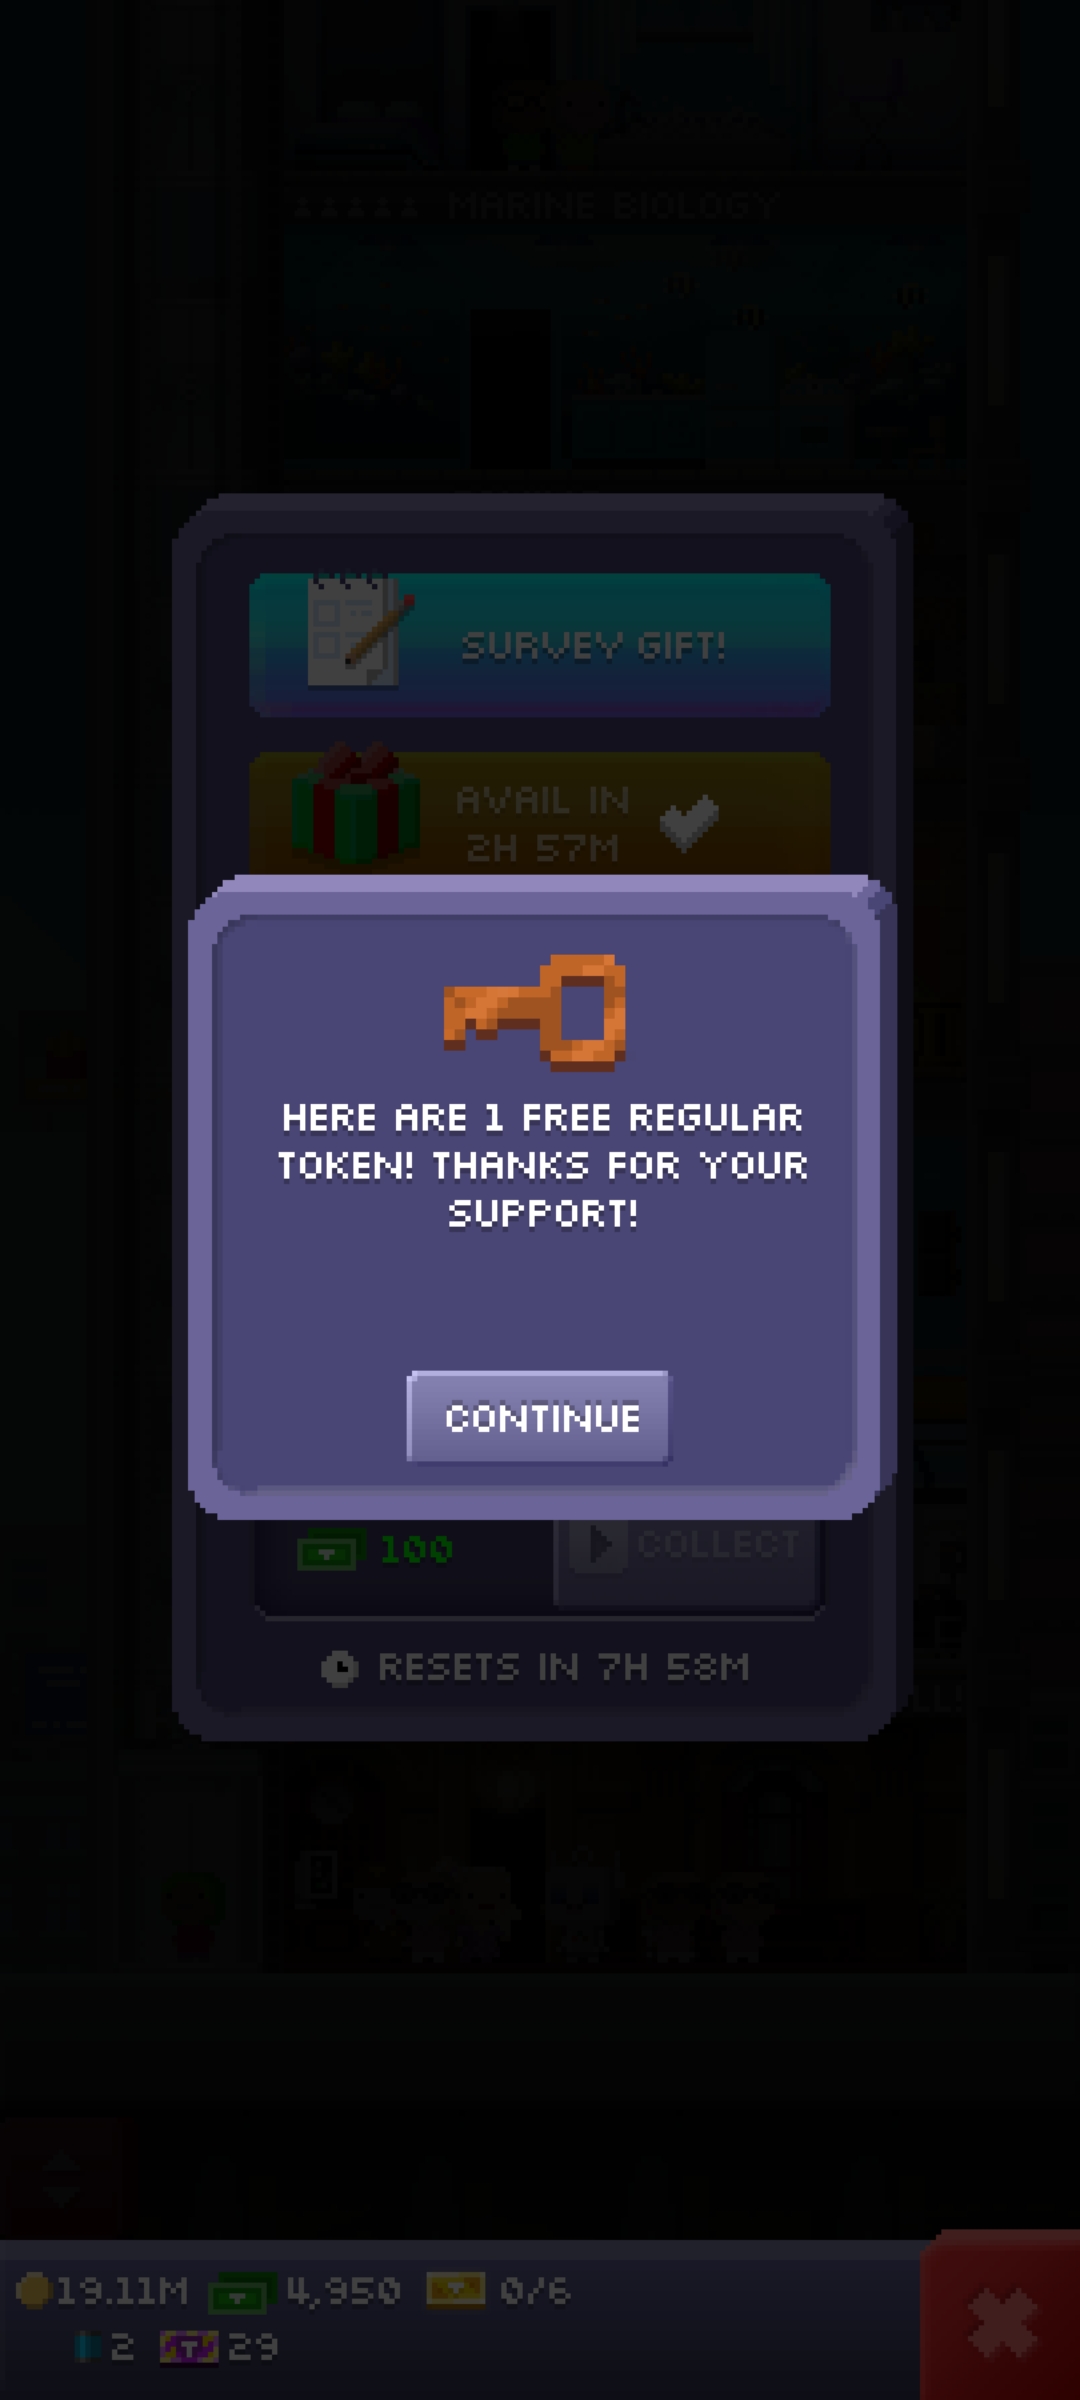 MARINE BIOLOGY
SURVEY GIFT!
AVAIL IN
2H 57M
HERE ARE 1 FREE REGULAR
TOKEN! THANKS FOR YOUR
SUPPORT!
CONTINUE
100 COLLECT
RESETS IN 7H 58M
19.11M 4,950 0/6
2 29